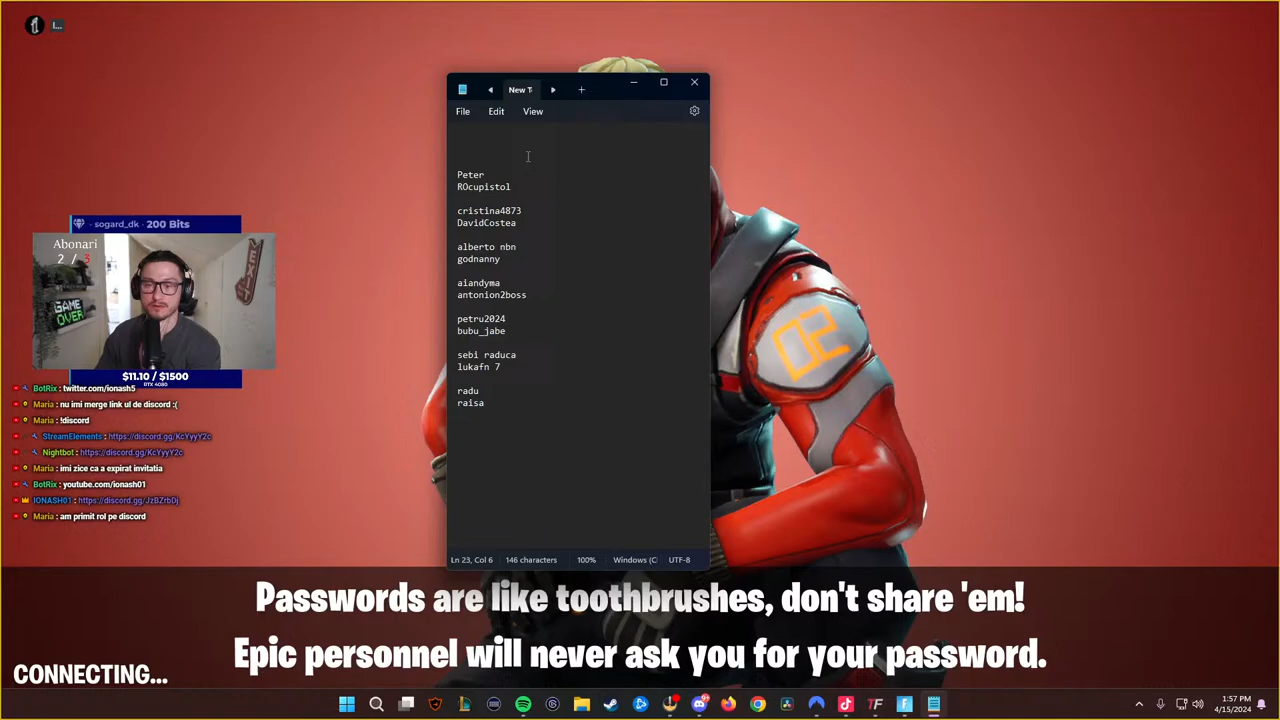 New T
File Edit View
Peter
ROcupistol
cristina4873
DavidCostea
alberto nbn
godnanny
aiandyma
antonion2boss
petru2024
bubu_jabe
sebi raduca
lukafn 7
radu
raisa
Ln 23, Col 6 146 characters 100% Windows (C UTF-8
- sogard_dk - 200 Bits
Abonari
2 / 3
MEXIT
GAME
OVER
$11.10 / $1500
RTX 4080
BotRix : twitter.com/ionash5
Maria : nu imi merge link ul de discord :(
Maria : !discord
StreamElements : https://discord.gg/KcYyyY2c
Nightbot : https://discord.gg/KcYyyY2c
Maria : imi zice ca a expirat invitatia
BotRix : youtube.com/ionash01
IONASH01 : https://discord.gg/JzBZrbDj
Maria : am primit rol pe discord
02
Passwords are like toothbrushes, don't share 'em!
Epic personnel will never ask you for your password.
CONNECTING...
1:57 PM
4/15/2024